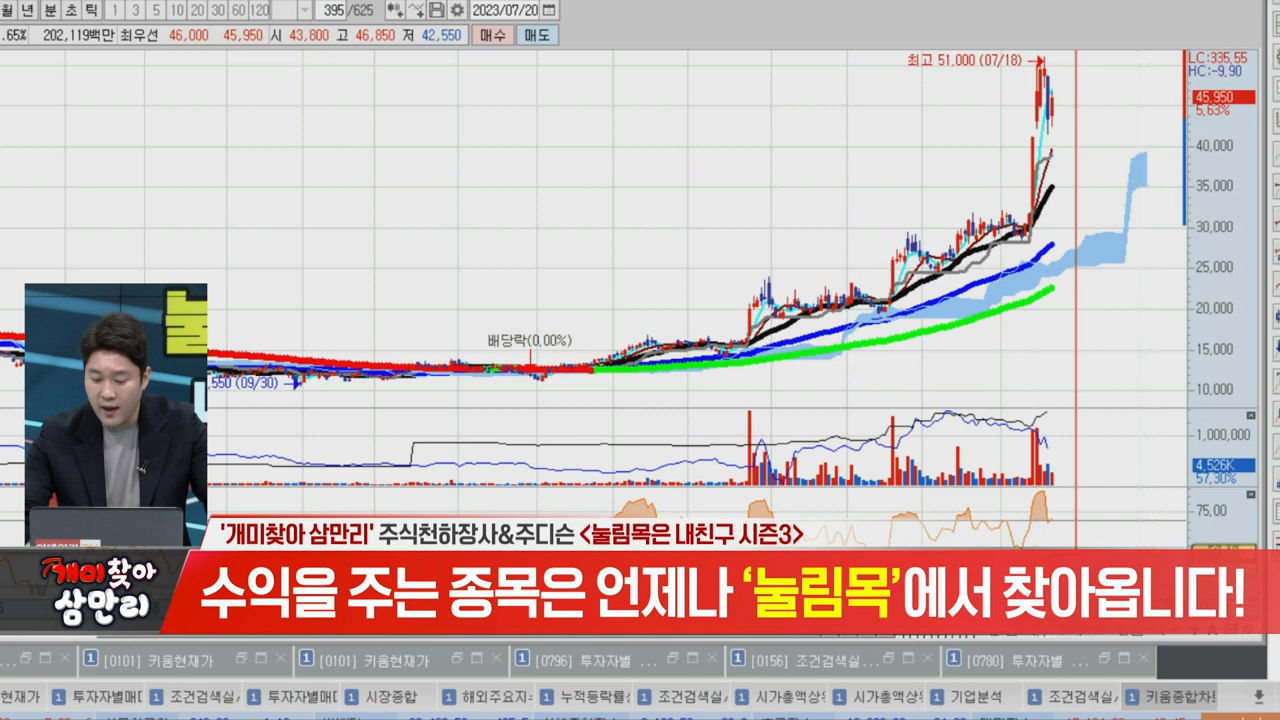 월 년 분 초 틱 1 3 5 10 20 30 60 120 395 /625 2023/07/20
.65% 202,119백만 최우선 46,000 45,950 시 43,800 고 46,850 저 42,550 매수 매도
최고 51,000 (07/18)
LC:335,55
HC:-9,90
45,950
5,63%
40,000
35,000
30,000
25,000
20,000
15,000
10,000
배당락(0,00%)
,550 (09/30)
1,000,000
4,526K
57,30%
75,00
'개미찾아 삼만리' 주식천하장사&주디슨 <눌림목은 내친구 시즌3>
개미찾아
삼만리
수익을 주는 종목은 언제나 '눌림목'에서 찾아옵니다!
... 1 [0101] 키움현재가 1 [0101] 키움현재가 1 [0796] 투자자별 ... 1 [0156] 조건검색실... 1 [0780] 투자자별 ...
현재가 1 투자자별매 1 조건검색실 1 투자자별매 1 시장종합 1 해외주요지 1 누적등락률 1 조건검색실 1 시가총액상 1 시가총액상 1 기업분석 1 조건검색실 1 키움종합차